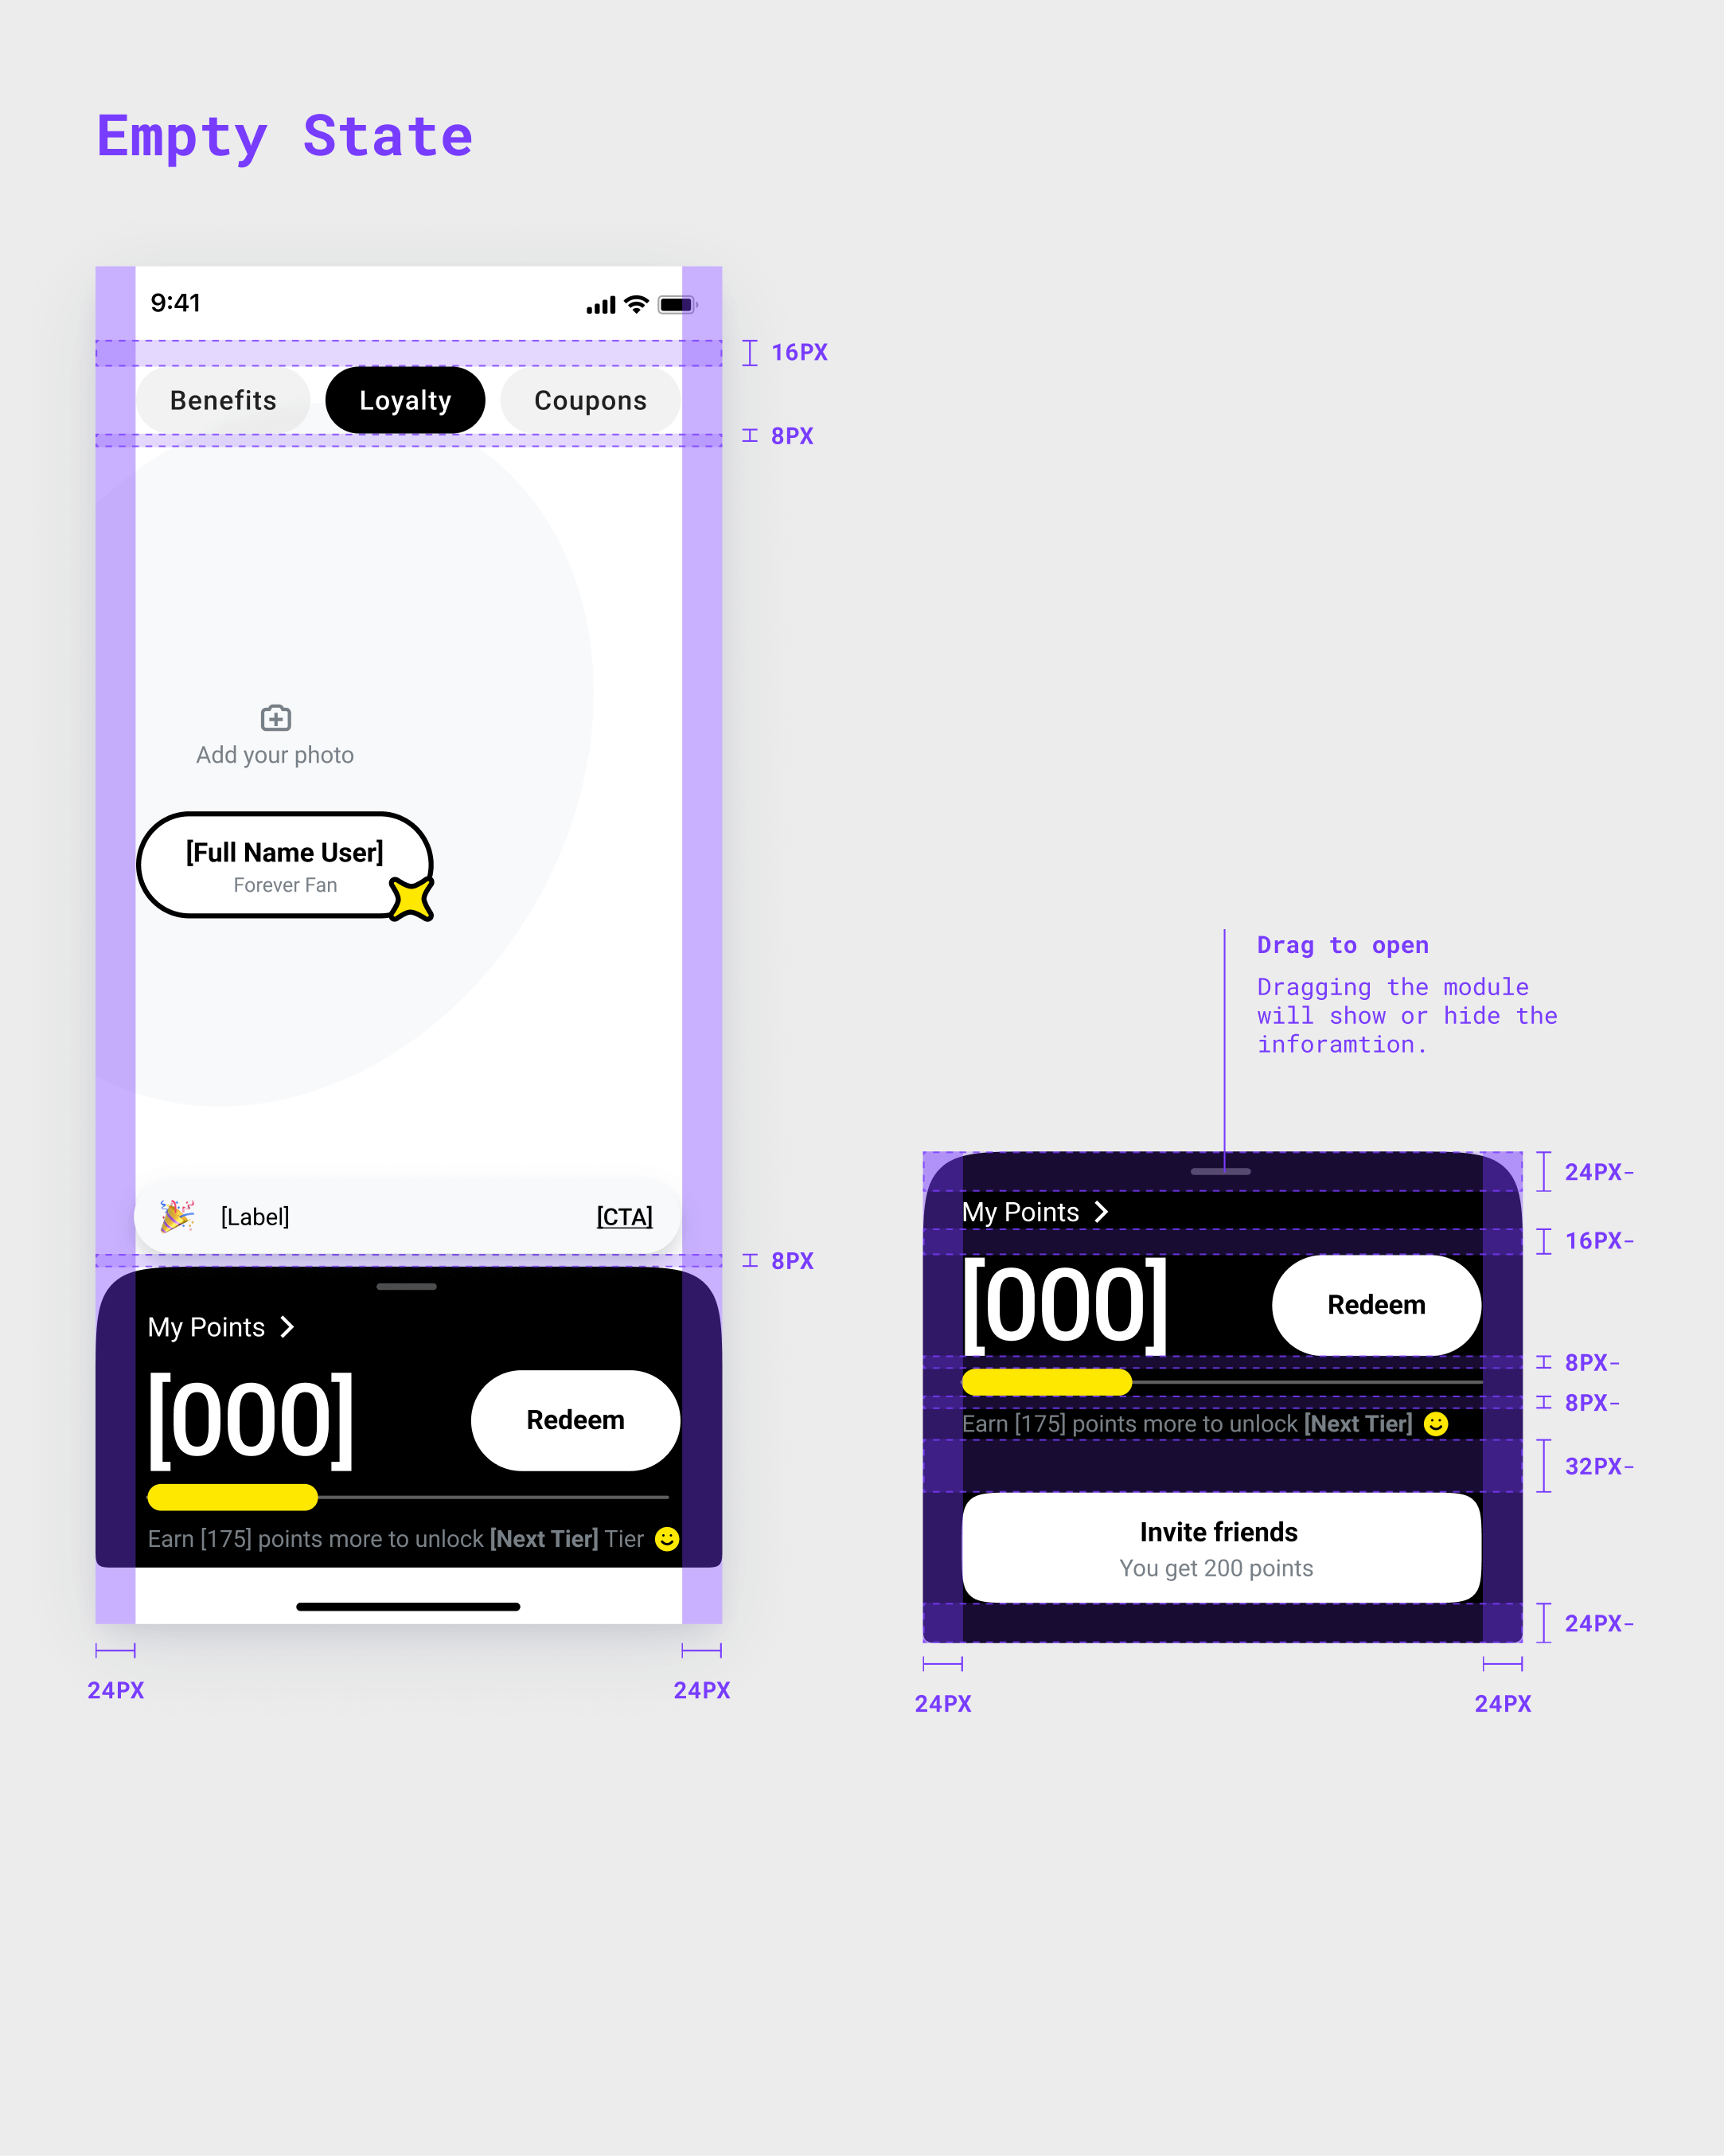 Empty State
9:41
16PX
Benefits
Loyalty
Coupons
8PX
Add your photo
[Full Name User]
Forever Fan
[Label]
[CTA]
8PX
My Points
[000]
Redeem
Earn [175] points more to unlock [Next Tier] Tier
24PX
24PX
Drag to open
Dragging the module
will show or hide the
inforamtion.
24PX-
My Points
16PX-
[000]
Redeem
8PX-
8PX-
Earn [175] points more to unlock [Next Tier]
32PX-
Invite friends
You get 200 points
24PX-
24PX
24PX